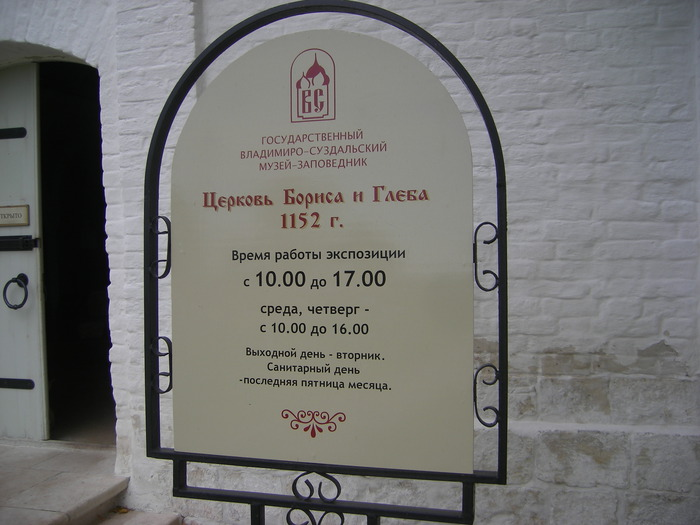 ВС
ГОСУДАРСТВЕННЫЙ
ВЛАДИМИРО-СУЗДАЛЬСКИЙ
МУЗЕЙ-ЗАПОВЕДНИК
Церковь Бориса и Глеба
1152 г.
Время работы экспозиции
с 10.00 до 17.00
среда, четверг -
с 10.00 до 16.00
Выходной день - вторник.
Санитарный день
-последняя пятница месяца.
ОТКРЫТО